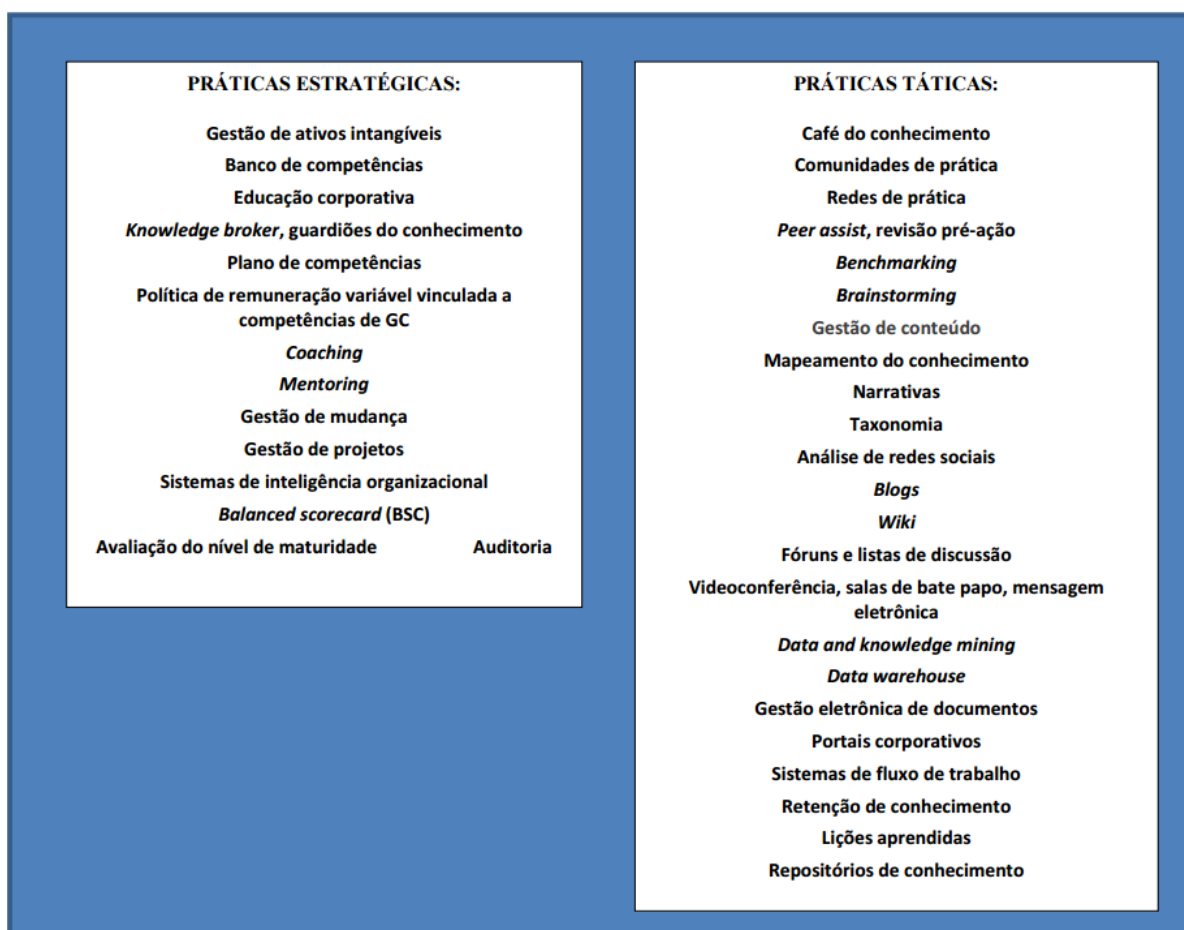 PRÁTICAS ESTRATÉGICAS:
Gestão de ativos intangíveis
Banco de competências
Educação corporativa
Knowledge broker, guardiões do conhecimento
Plano de competências
Política de remuneração variável vinculada a
competências de GC
Coaching
Mentoring
Gestão de mudança
Gestão de projetos
Sistemas de inteligência organizacional
Balanced scorecard (BSC)
Avaliação do nível de maturidade Auditoria
PRÁTICAS TÁTICAS:
Café do conhecimento
Comunidades de prática
Redes de prática
Peer assist, revisão pré-ação
Benchmarking
Brainstorming
Gestão de conteúdo
Mapeamento do conhecimento
Narrativas
Taxonomia
Análise de redes sociais
Blogs
Wiki
Fóruns e listas de discussão
Videoconferência, salas de bate papo, mensagem
eletrônica
Data and knowledge mining
Data warehouse
Gestão eletrônica de documentos
Portais corporativos
Sistemas de fluxo de trabalho
Retenção de conhecimento
Lições aprendidas
Repositórios de conhecimento